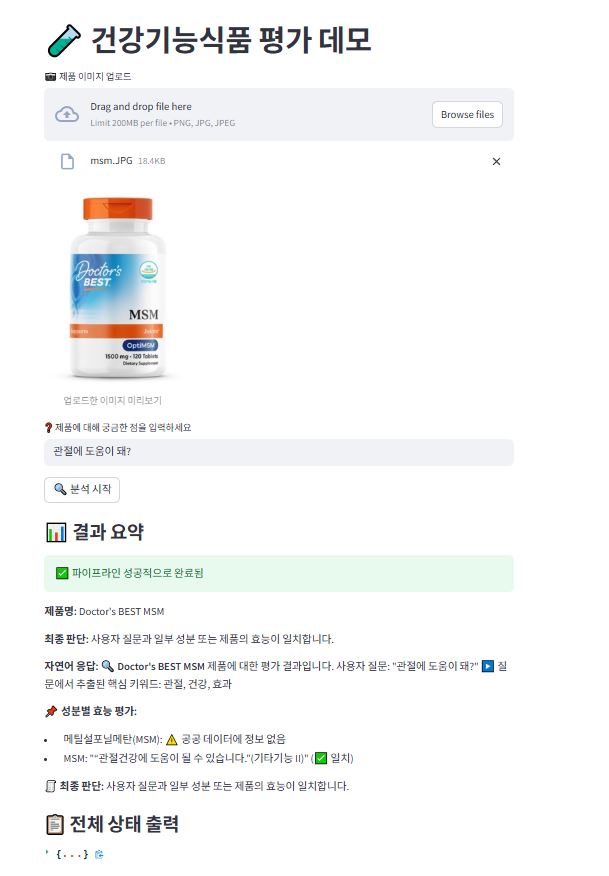 건강기능식품 평가 데모
제품 이미지 업로드
Drag and drop file here
Limit 200MB per file • PNG, JPG, JPEG
Browse files
msm.JPG 18.4KB
Doctor's
BEST
MSM
OptiMSM
1500 mg • 120 Tablets
Dietary Supplement
업로드한 이미지 미리보기
❓ 제품에 대해 궁금한 점을 입력하세요
관절에 도움이 돼?
🔍 분석 시작
📊 결과 요약
✅ 파이프라인 성공적으로 완료됨
제품명: Doctor's BEST MSM
최종 판단: 사용자 질문과 일부 성분 또는 제품의 효능이 일치합니다.
자연어 응답: 🔍 Doctor's BEST MSM 제품에 대한 평가 결과입니다. 사용자 질문: "관절에 도움이 돼?" ▶ 질
문에서 추출된 핵심 키워드: 관절, 건강, 효과
📌 성분별 효능 평가:
• 메틸설포닐메탄(MSM): ⚠ 공공 데이터에 정보 없음
• MSM: "“관절건강에 도움이 될 수 있습니다.”(기타기능 II)" (✅ 일치)
최종 판단: 사용자 질문과 일부 성분 또는 제품의 효능이 일치합니다.
📋 전체 상태 출력
{...}